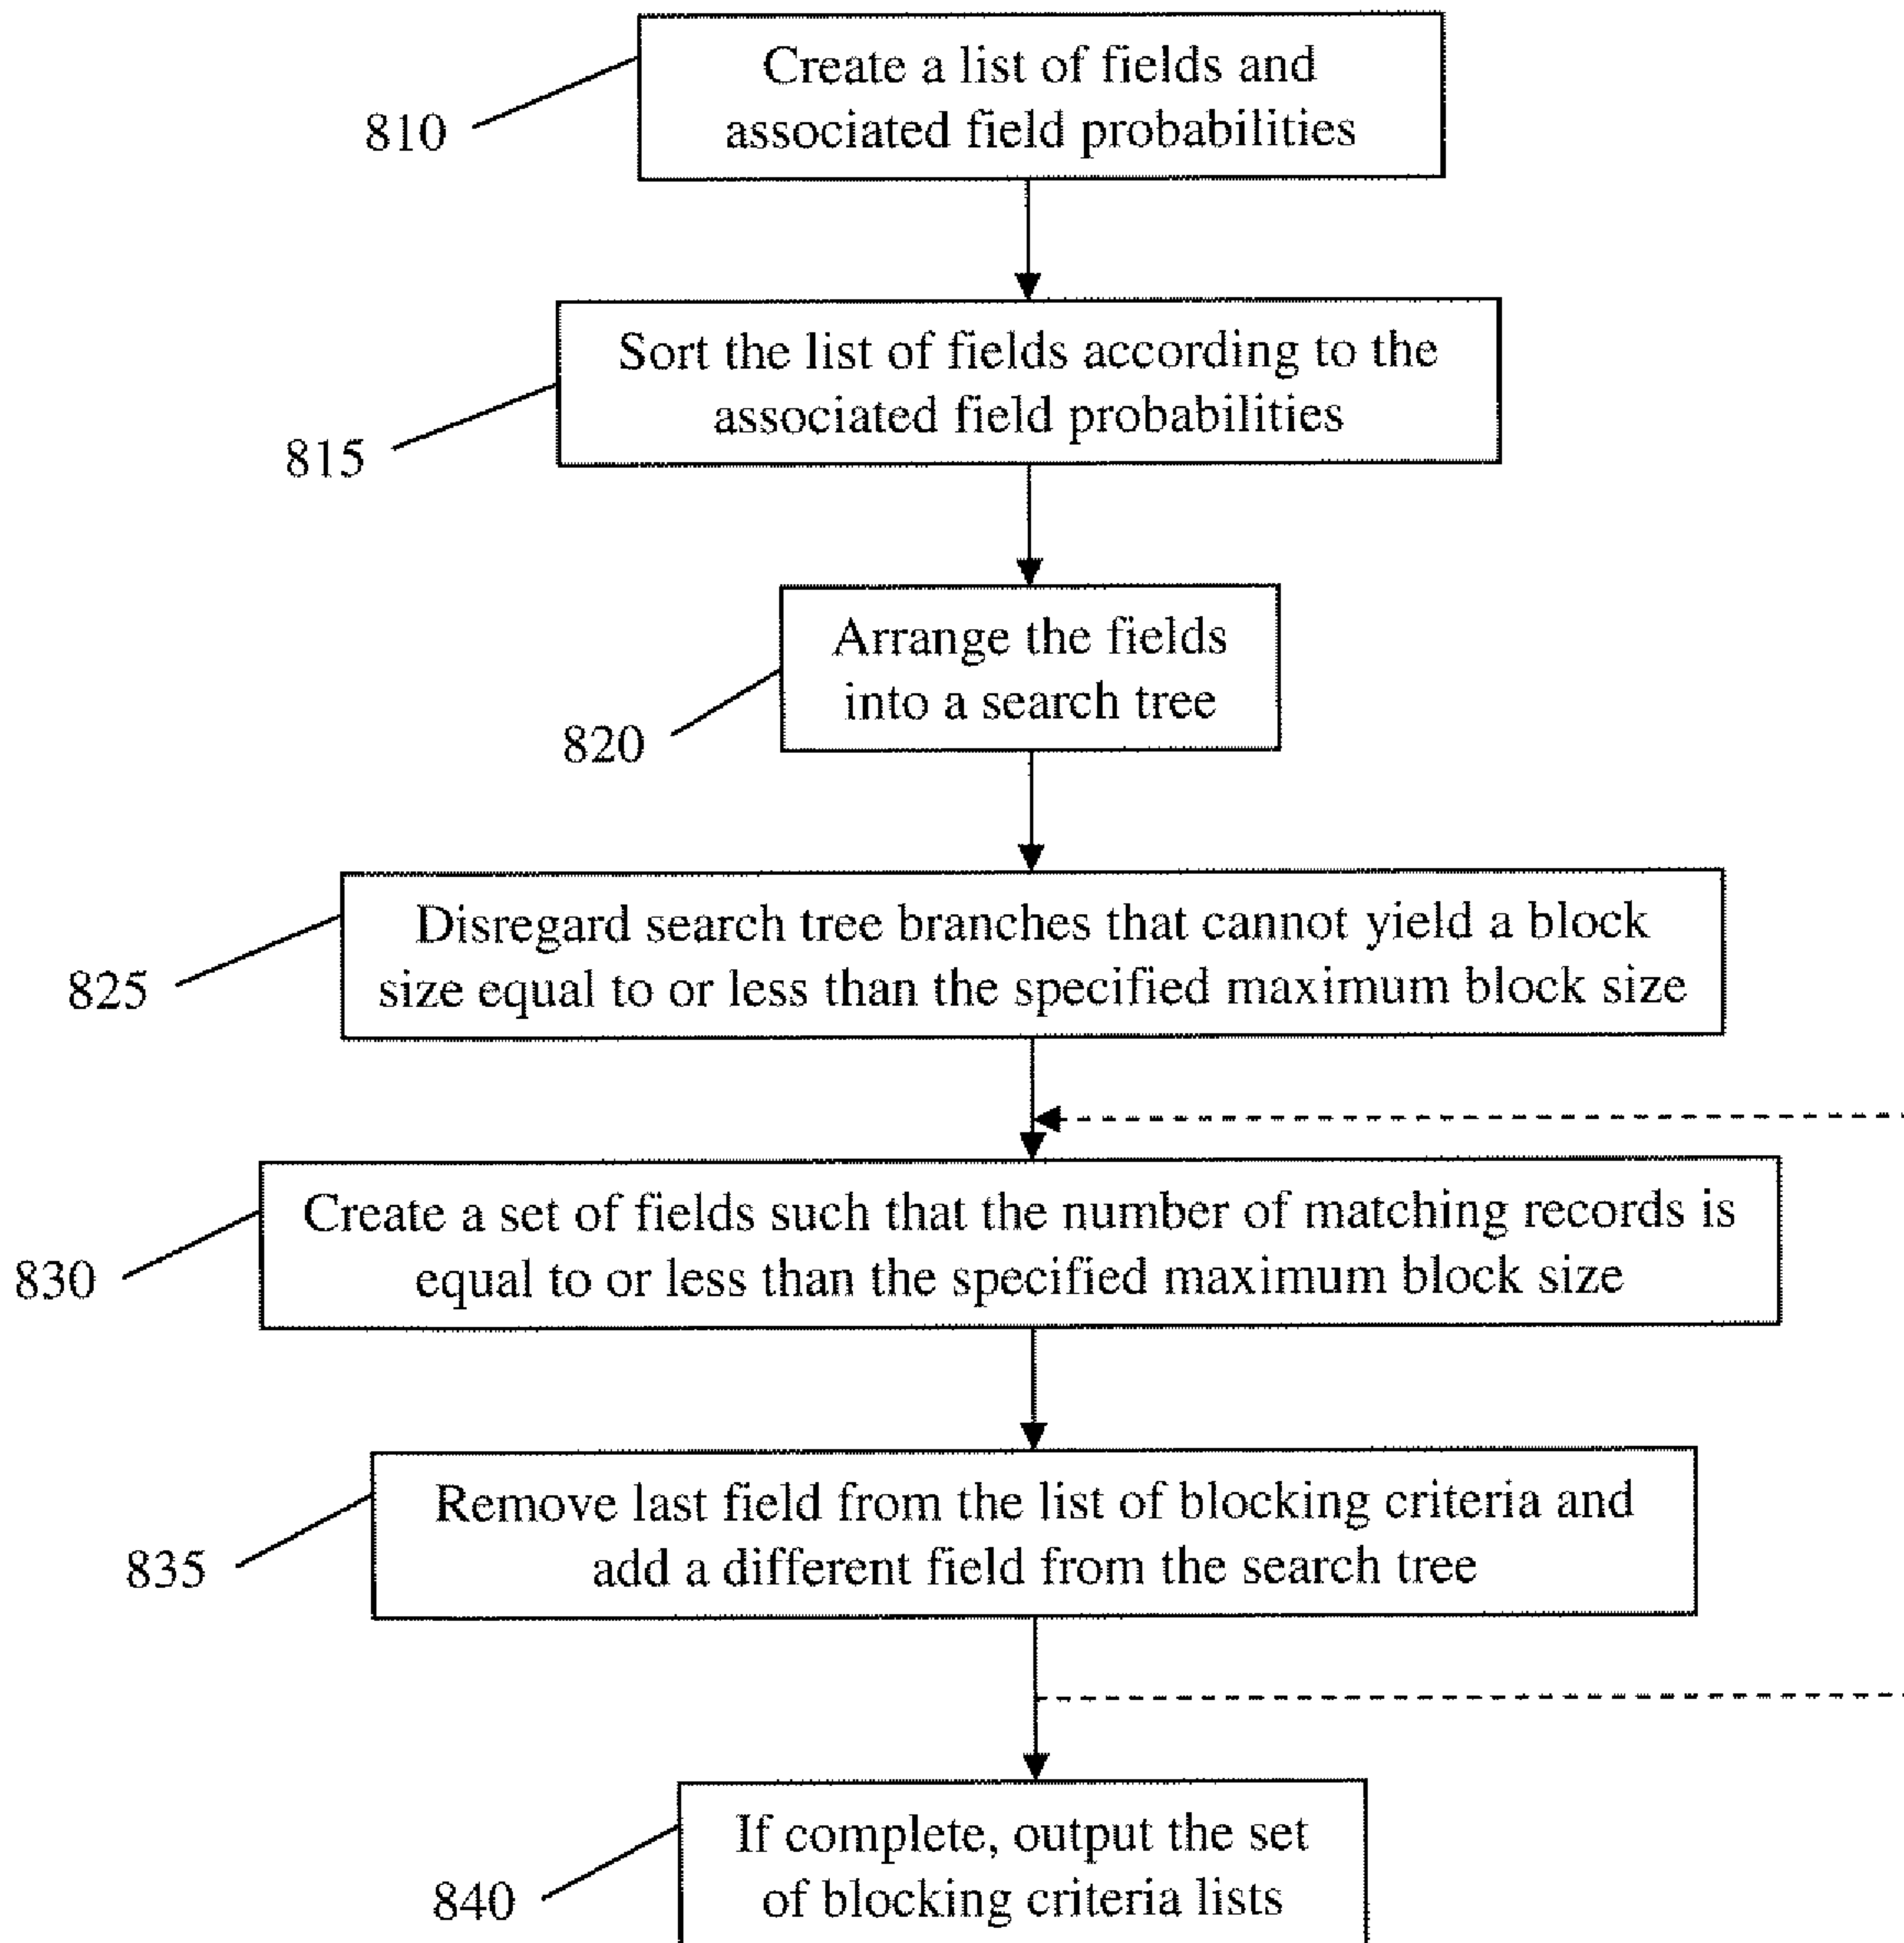 Create a list of fields and
associated field probabilities
810
Sort the list of fields according to the
associated field probabilities
815
Arrange the fields
into a search tree
820
Disregard search tree branches that cannot yield a block
size equal to or less than the specified maximum block size
825
Create a set of fields such that the number of matching records is
equal to or less than the specified maximum block size
830
Remove last field from the list of blocking criteria and
add a different field from the search tree
835
If complete, output the set
of blocking criteria lists
840